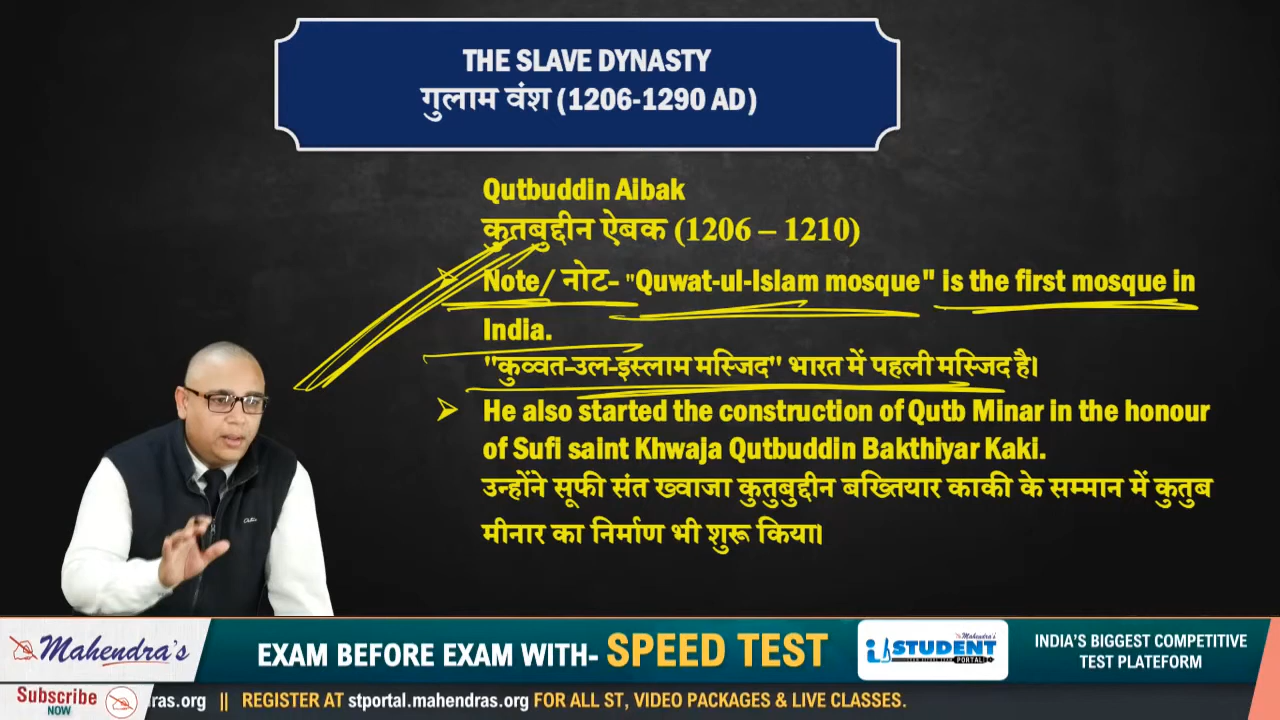 THE SLAVE DYNASTY
गुलाम वंश (1206-1290 AD)
Qutbuddin Aibak
कुतबुद्दीन ऐबक (1206 – 1210)
Note/ नोट- "Quwat-ul-Islam mosque" is the first mosque in
India.
"कुव्वत-उल-इस्लाम मस्जिद" भारत में पहली मस्जिद है।
He also started the construction of Qutb Minar in the honour
of Sufi saint Khwaja Qutbuddin Bakthiyar Kaki.
उन्होंने सूफी संत ख्वाजा कुतुबुद्दीन बख्तियार काकी के सम्मान में कुतुब
मीनार का निर्माण भी शुरू किया।
Mahendra's
EXAM BEFORE EXAM WITH- SPEED TEST
Mahendra's
STUDENT
PORTAL
INDIA'S BIGGEST COMPETITIVE
TEST PLATEFORM
Subscribe
NOW
ras.org || REGISTER AT stportal.mahendras.org FOR ALL ST, VIDEO PACKAGES & LIVE CLASSES.